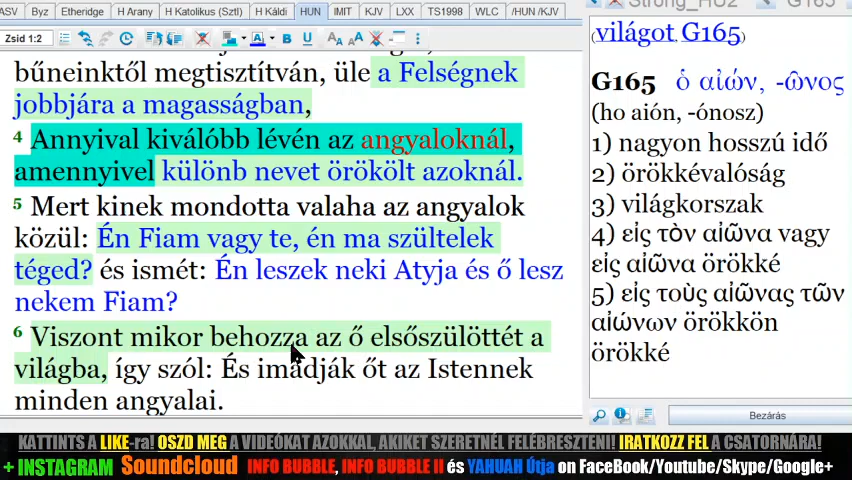 ASV Byz Etheridge H Arany H Katolikus (Sztl) H Káldi HUN IMIT KJV LXX TS1998 WLC /HUN /KJV
Strong_HU2 G165
Zsid 1:2
bűneinktől megtisztítván, üle a Felségnek
jobbjára a magasságban,
4 Annyival kiválóbb lévén az angyaloknál,
amennyivel különb nevet örökölt azoknál.
5 Mert kinek mondotta valaha az angyalok
közül: Én Fiam vagy te, én ma szültelek
téged? és ismét: Én leszek neki Atyja és ő lesz
nekem Fiam?
6 Viszont mikor behozza az ő elsőszülöttét a
világba, így szól: És imádják őt az Istennek
minden angyalai.
(világot, G165)
G165 ὁ αἰών, -ῶνος
(ho aión, -ónosz)
1) nagyon hosszú idő
2) örökkévalóság
3) világkorszak
4) εἰς τὸν αἰῶνα vagy
εἰς αἰῶνα örökké
5) εἰς τοὺς αἰῶνας τῶν
αἰώνων örökkön
örökké
Bezárás
KATTINTS A LIKE-ra! OSZD MEG A VIDEÓKAT AZOKKAL, AKIKET SZERETNÉL FELÉBRESZTENI! IRATKOZZ FEL A CSATORNÁRA!
+ INSTAGRAM Soundcloud INFO BUBBLE, INFO BUBBLE II és YAHUAH Útja on FaceBook/Youtube/Skype/Google+